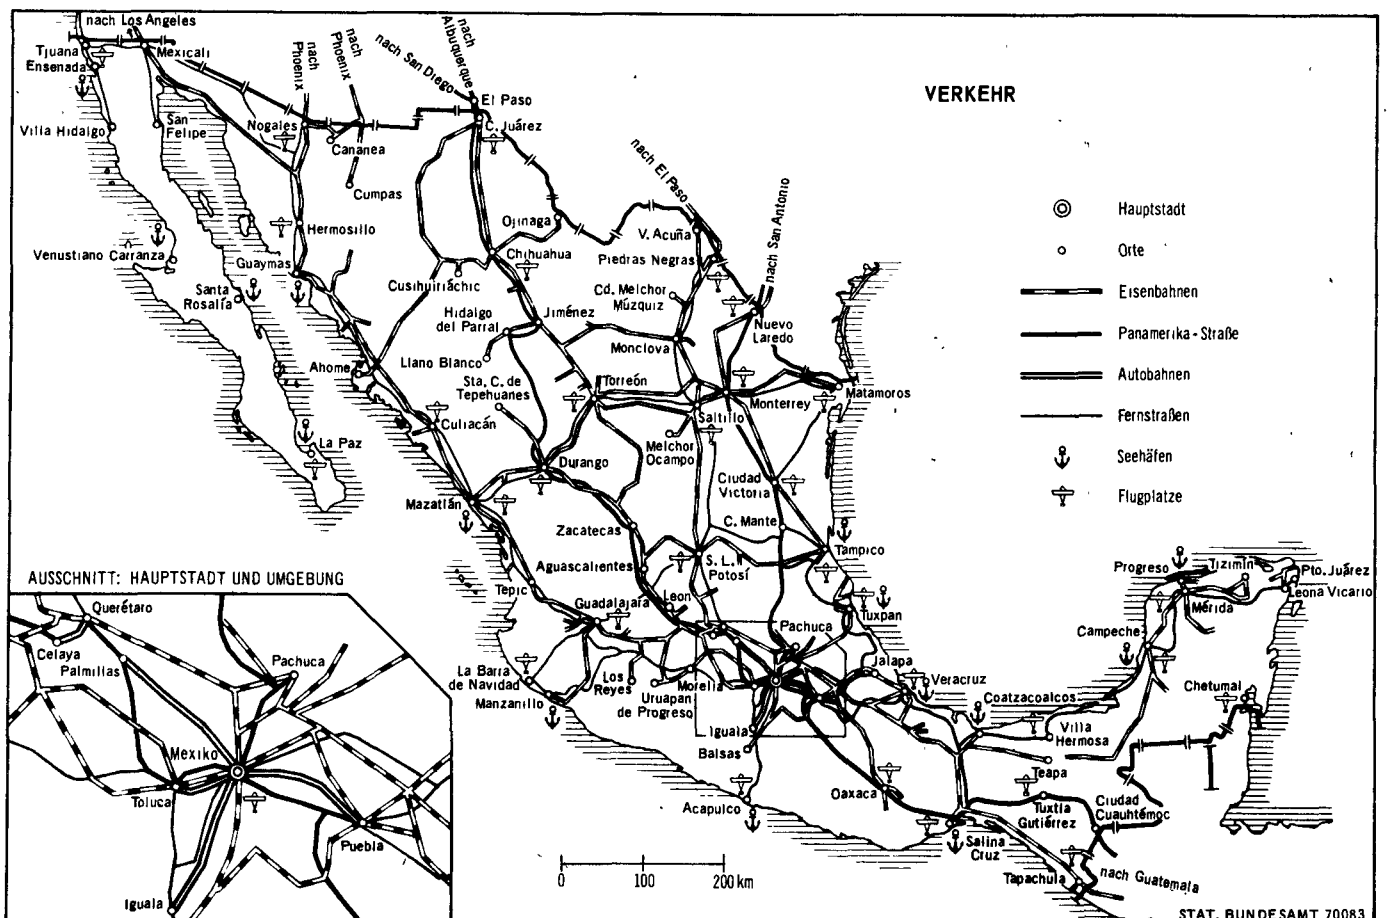 nach Los Angeles
Tijuana
Ensenada
Mexicali
nach Phoenix
nach Phoenix
nach San Diego
nach Albuquerque
El Paso
C. Juárez
VERKEHR
Villa Hidalgo
San
Felipe
Nogales
Cananea
Cumpas
nach El Paso
nach San Antonio
Hauptstadt
Orte
Eisenbahnen
Panamerika-Straße
Autobahnen
Fernstraßen
Seehäfen
Flugplatze
Venustiano Carranza
Hermosillo
Guaymas
Santa
Rosalía
Ojinaga
Chihuahua
Cusihuiriáchic
V. Acuña
Piedras Negras
Cd. Melchor
Múzquiz
Nuevo
Laredo
Hidalgo
del Parral
Jiménez
Monclova
Ahome
Llano Blanco
Sta. C. de
Tepehuanes
Torreón
Saltillo
Monterrey
Matamoros
La Paz
Culiacán
Melchor
Ocampo
Durango
Ciudad
Victoria
Mazatlán
Zacatecas
C. Mante
Tampico
Aguascalientes
S. L.
Potosí
Tepic
Guadalajara
Leon
Tuxpan
Pachuca
Progreso
Tizimin
Pto. Juárez
Leona Vicario
Mérida
Campeche
La Barra
de Navidad
Manzanillo
Los
Reyes
Uruapan
de Progreso
Morelia
Jalapa
Veracruz
Coatzacoalcos
Chetumal
Villa
Hermosa
Iguala
Balsas
Teapa
Acapulco
Oaxaca
Tuxtla
Gutiérrez
Ciudad
Cuauhtémoc
Salina
Cruz
Tapachula
nach Guatemala
AUSSCHNITT: HAUPTSTADT UND UMGEBUNG
Querétaro
Celaya
Palmillas
Pachuca
Mexiko
Toluca
Puebla
Iguala
0 100 200 km
STAT. BUNDESAMT 70083